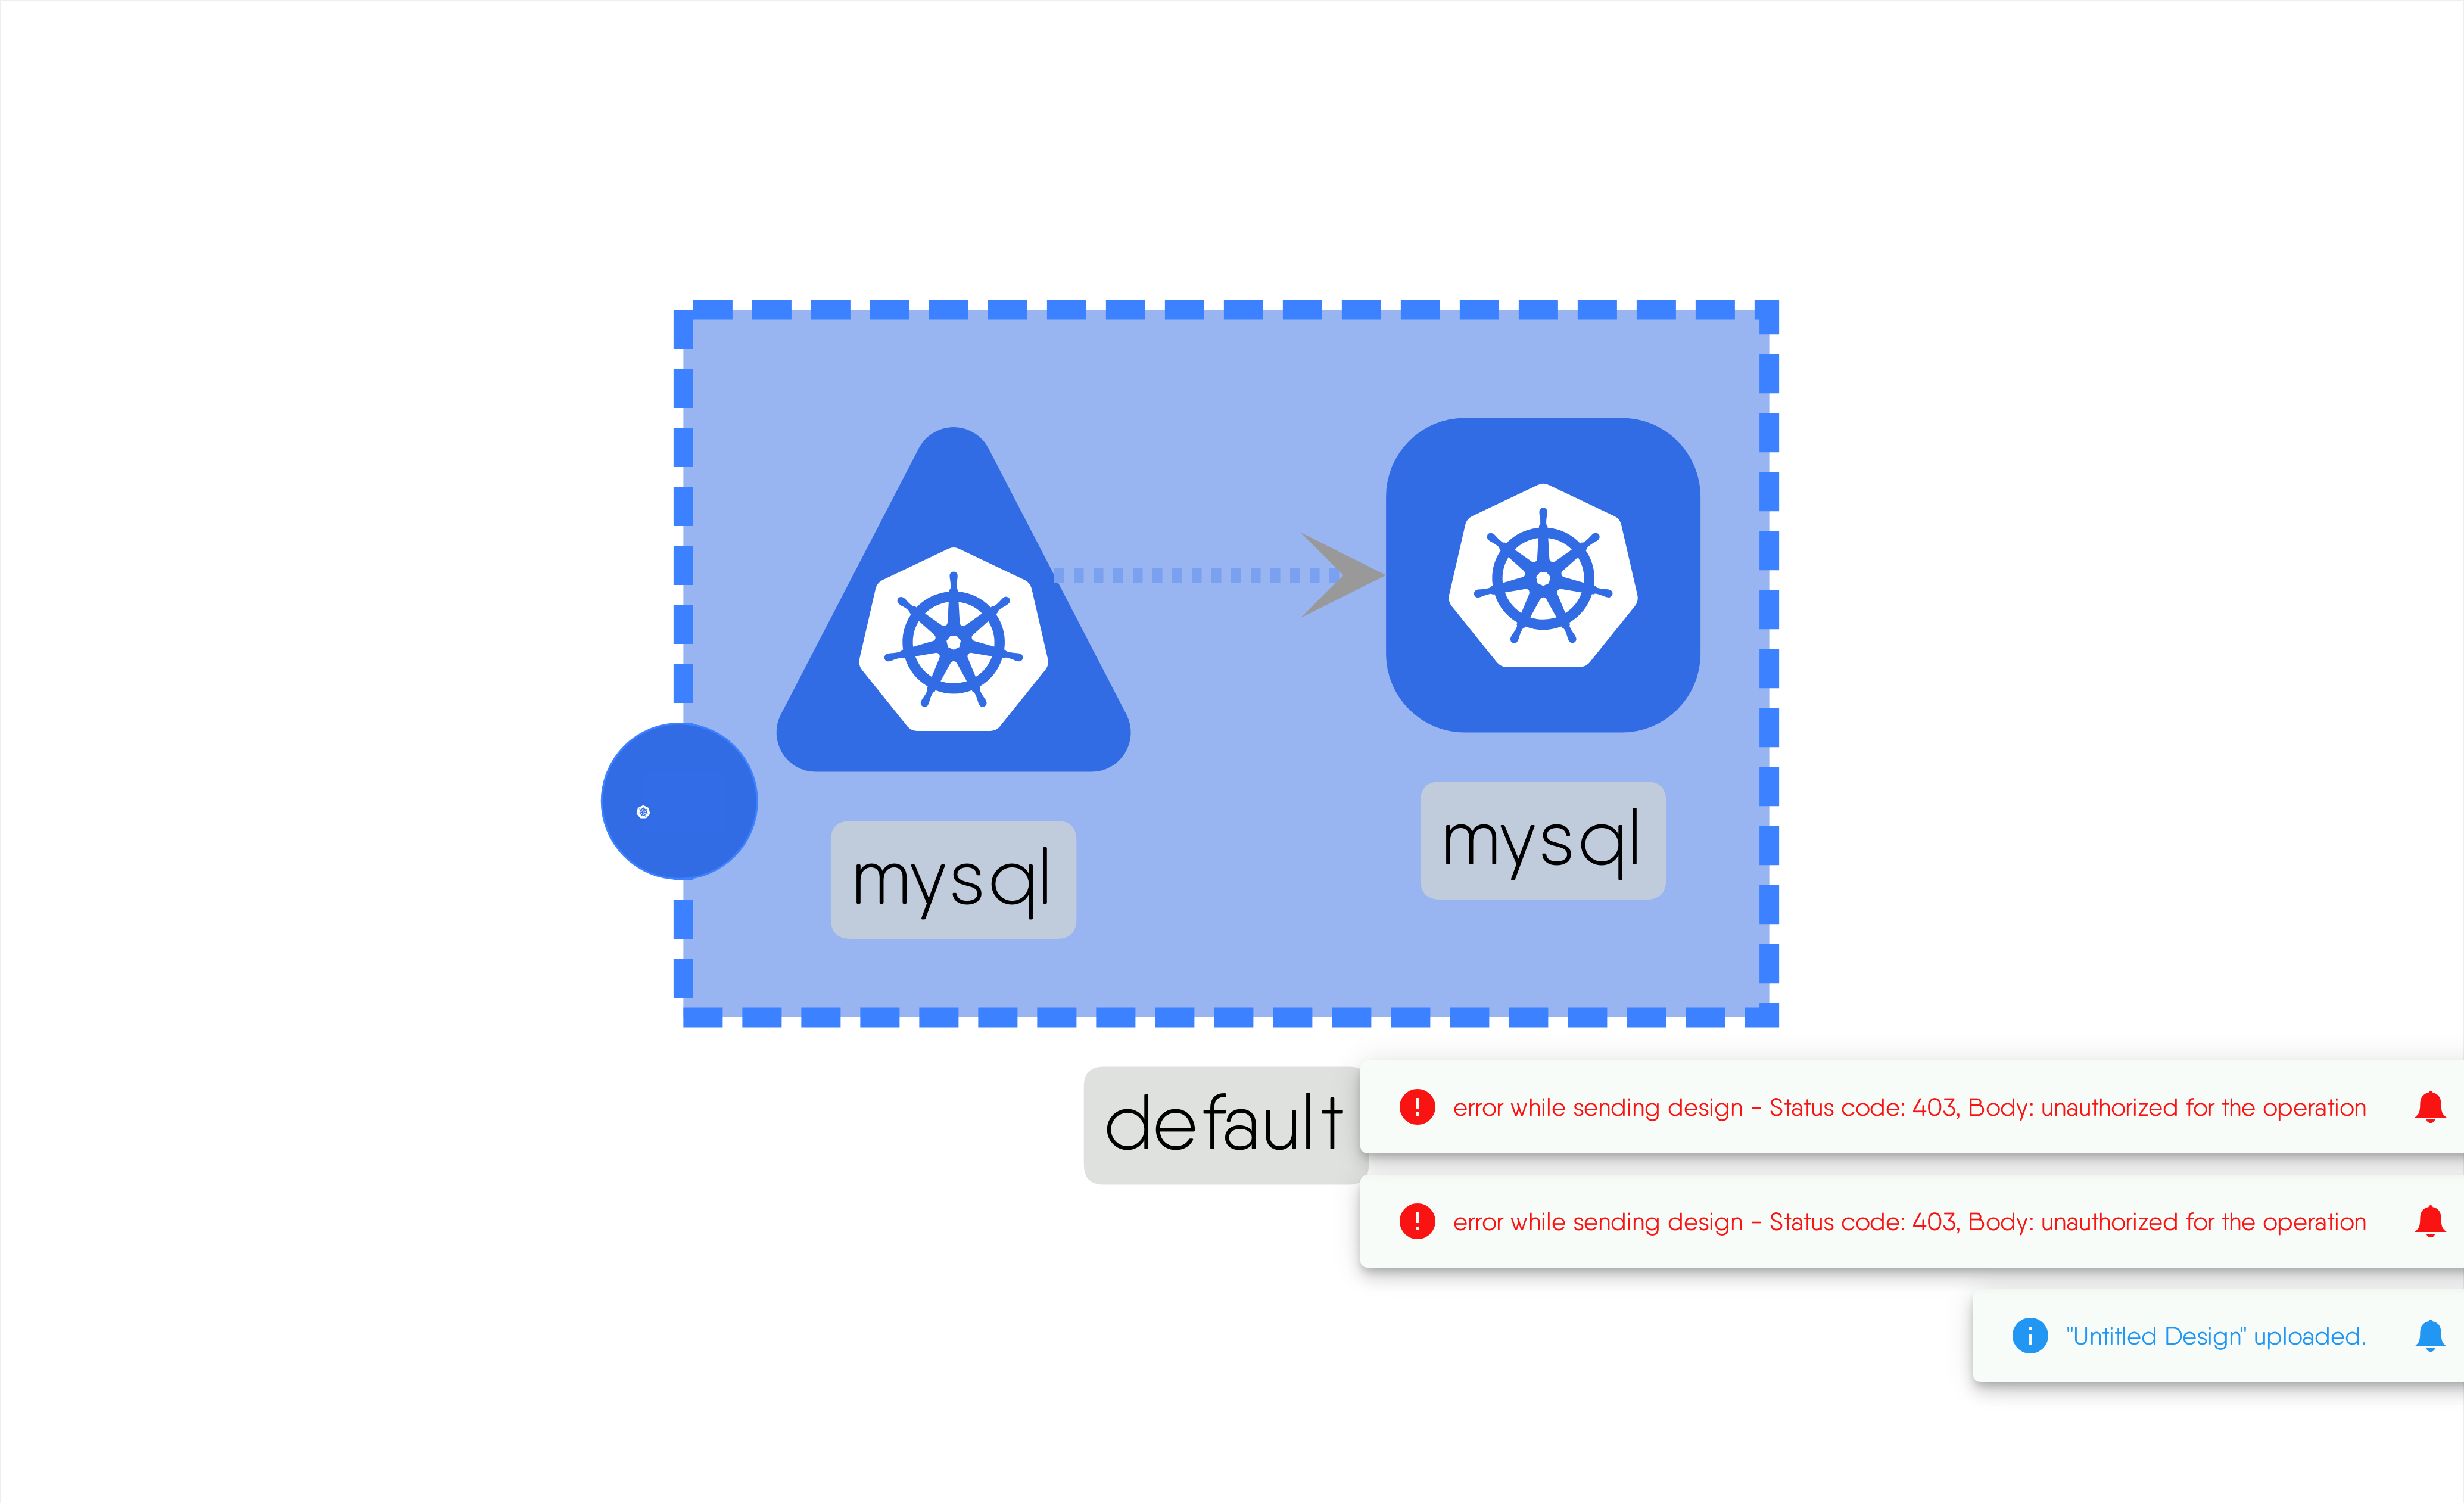 mysql
mysql
default
error while sending design - Status code: 403, Body: unauthorized for the operation
error while sending design - Status code: 403, Body: unauthorized for the operation
"Untitled Design" uploaded.